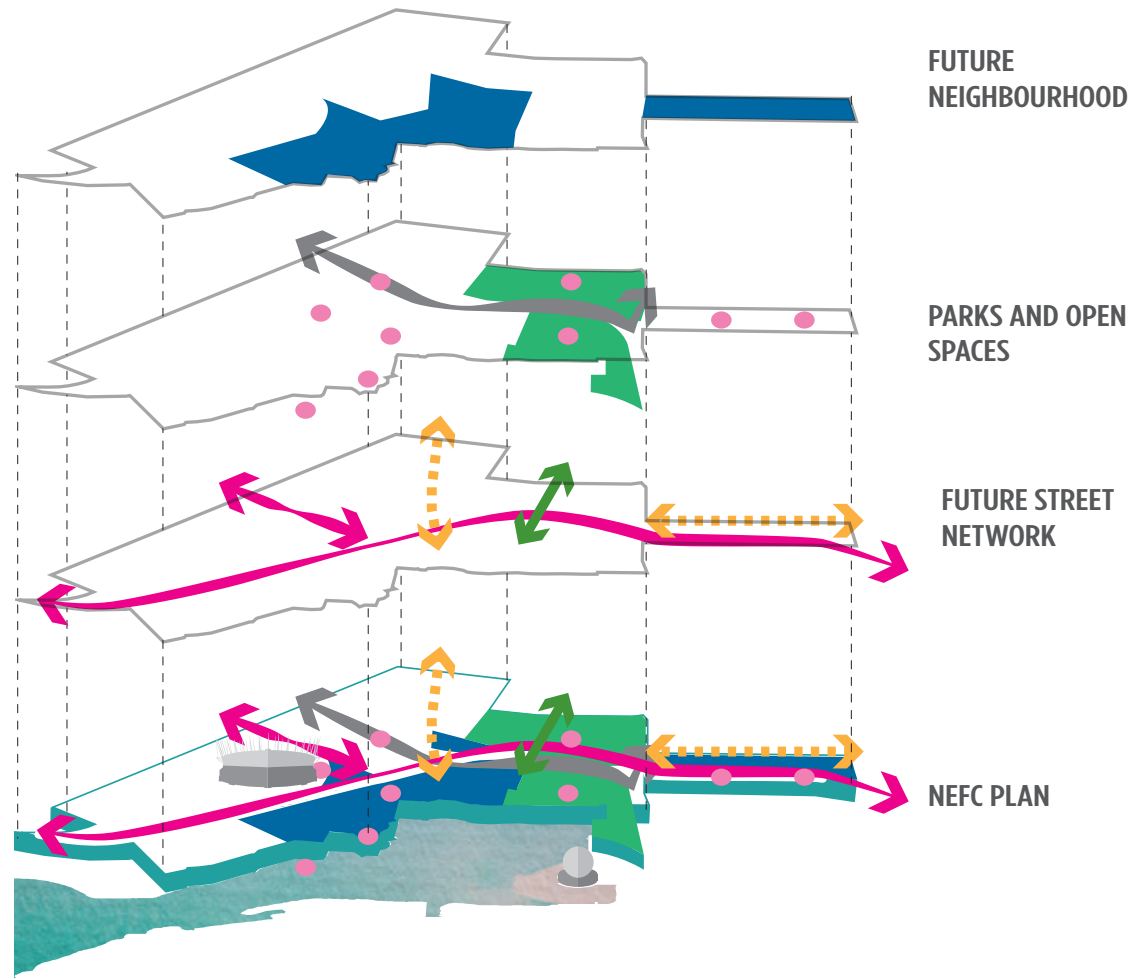 FUTURE
NEIGHBOURHOOD
PARKS AND OPEN
SPACES
FUTURE STREET
NETWORK
NEFC PLAN